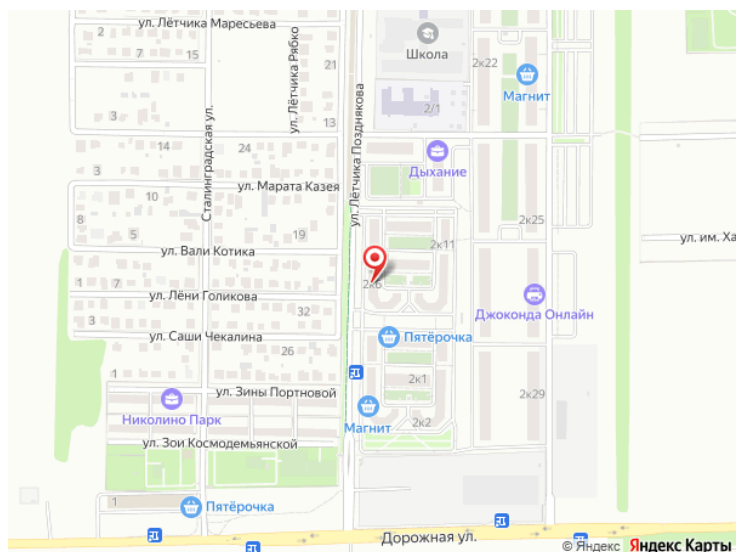 ул. Лётчика Маресьева
2
7
15
ул. Лётчика Рябко
21
Школа
2к22
Магнит
2/1
3
13
Сталинградская ул.
ул. Лётчика Позднякова
14
24
3
Дыхание
10
ул. Марата Казея
8
5
19
2к25
2к11
ул. им. Ха
ул. Вали Котика
1
7
ул. Лёни Голикова
2к6
32
Джоконда Онлайн
3
ул. Саши Чекалина
Пятёрочка
26
1
2к1
ул. Зины Портновой
2к29
Николино Парк
Магнит
2к2
ул. Зои Космодемьянской
1
Пятёрочка
Дорожная ул.
© Яндекс Яндекс Карты